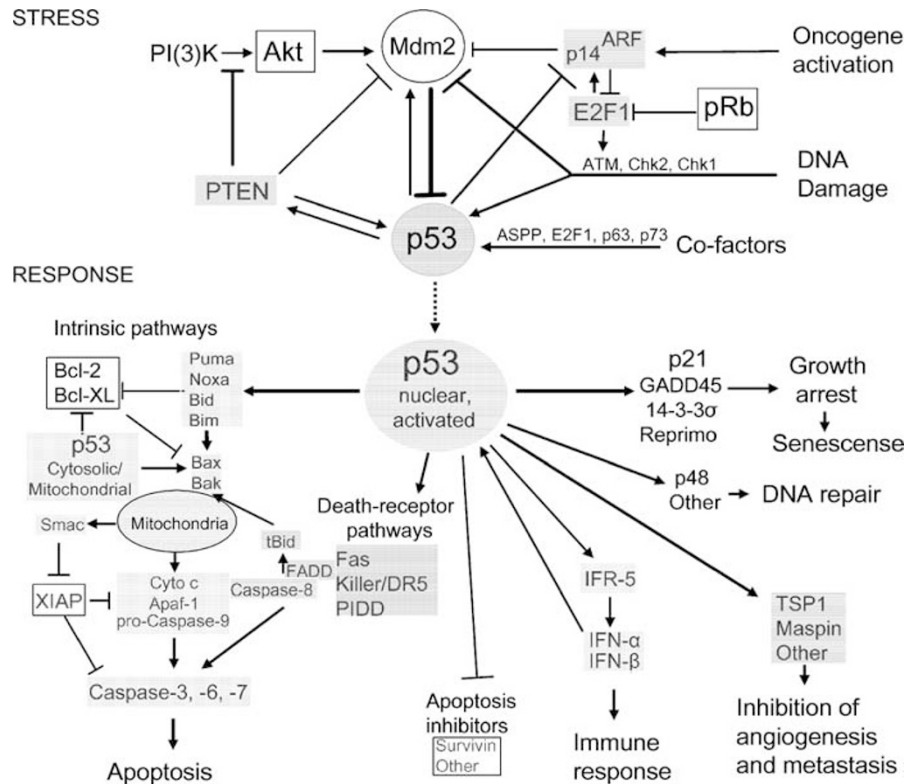 STRESS
PI(3)K
Akt
Mdm2
p14ARF
Oncogene
activation
E2F1
pRb
ATM, Chk2, Chk1
DNA
Damage
PTEN
p53
ASPP, E2F1, p63, p73
Co-factors
RESPONSE
Intrinsic pathways
Bcl-2
Bcl-XL
Puma
Noxa
Bid
Bim
p53
nuclear,
activated
p21
GADD45
14-3-3σ
Reprimo
Growth
arrest
Senescense
p53
Cytosolic/
Mitochondrial
Bax
Bak
p48
Other
DNA repair
Smac
Mitochondria
Death-receptor
pathways
tBid
FADD
Caspase-8
Fas
Killer/DR5
PIDD
XIAP
Cyto c
Apaf-1
pro-Caspase-9
IFR-5
IFN-α
IFN-β
TSP1
Maspin
Other
Caspase-3, -6, -7
Apoptosis
Apoptosis
inhibitors
Survivin
Other
Immune
response
Inhibition of
angiogenesis
and metastasis